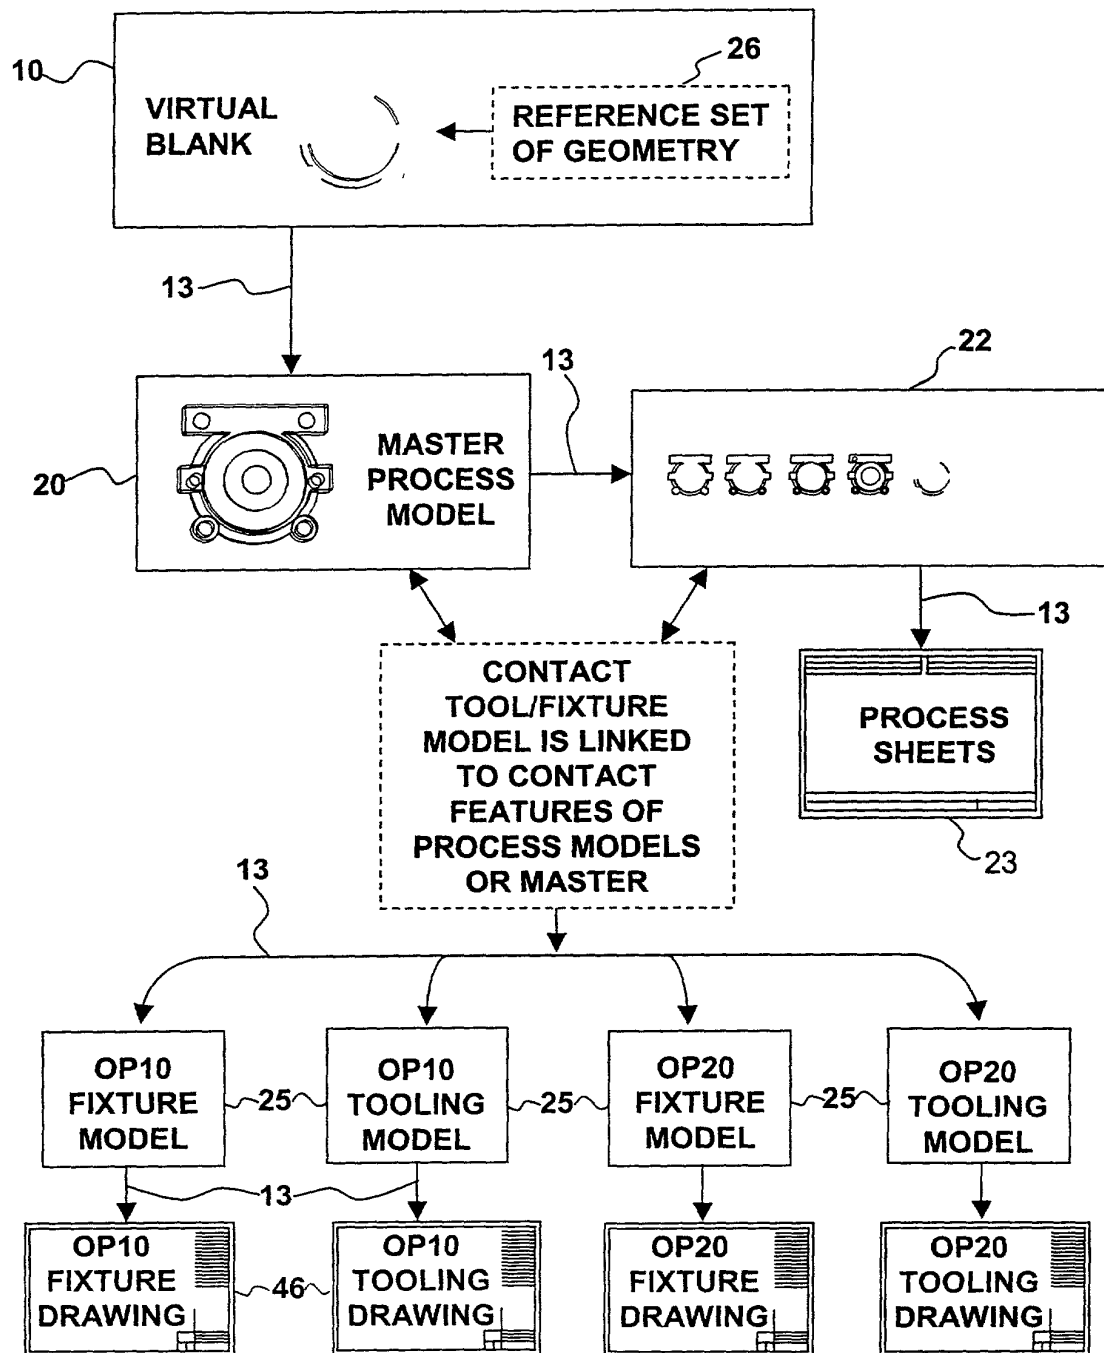 10
26
VIRTUAL
BLANK
REFERENCE SET
OF GEOMETRY
13
13
22
20
MASTER
PROCESS
MODEL
13
CONTACT
TOOL/FIXTURE
MODEL IS LINKED
TO CONTACT
FEATURES OF
PROCESS MODELS
OR MASTER
PROCESS
SHEETS
23
13
OP10
FIXTURE
MODEL
25
OP10
TOOLING
MODEL
25
OP20
FIXTURE
MODEL
25
OP20
TOOLING
MODEL
13
OP10
FIXTURE
DRAWING
46
OP10
TOOLING
DRAWING
OP20
FIXTURE
DRAWING
OP20
TOOLING
DRAWING